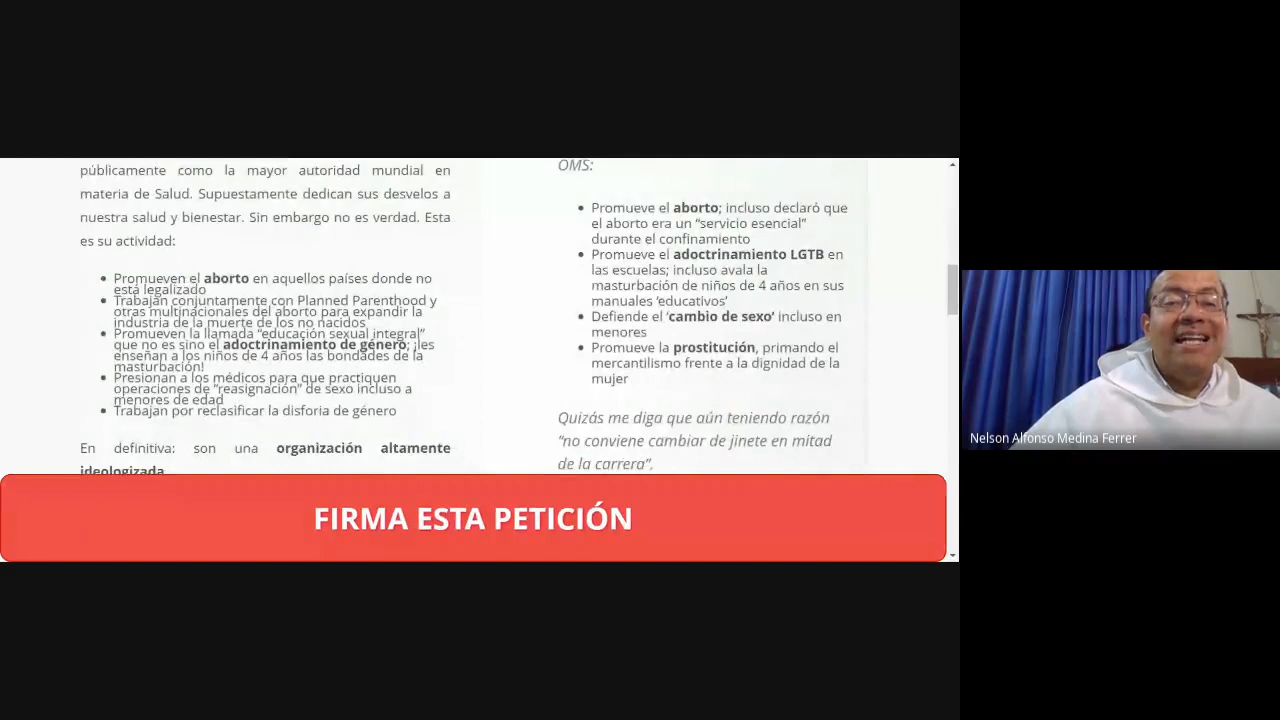 públicamente como la mayor autoridad mundial en
materia de Salud. Supuestamente dedican sus desvelos a
nuestra salud y bienestar. Sin embargo no es verdad. Esta
es su actividad:
Promueven el aborto en aquellos países donde no
está legalizado
Trabajan conjuntamente con Planned Parenthood y
otras multinacionales del aborto para expandir la
industria de la muerte de los no nacidos
Promueven la llamada “educación sexual integral”
que no es sino el adoctrinamiento de género; ¡les
enseñan a los niños de 4 años las bondades de la
masturbación!
Presionan a los médicos para que practiquen
operaciones de “reasignación” de sexo incluso a
menores de edad
Trabajan por reclasificar la disforia de género
En definitiva: son una organización altamente
ideologizada
OMS:
Promueve el aborto; incluso declaró que
el aborto era un “servicio esencial”
durante el confinamiento
Promueve el adoctrinamiento LGTB en
las escuelas; incluso avala la
masturbación de niños de 4 años en sus
manuales ‘educativos’
Defiende el ‘cambio de sexo’ incluso en
menores
Promueve la prostitución, primando el
mercantilismo frente a la dignidad de la
mujer
Quizás me diga que aún teniendo razón
“no conviene cambiar de jinete en mitad
de la carrera”.
FIRMA ESTA PETICIÓN
Nelson Alfonso Medina Ferrer